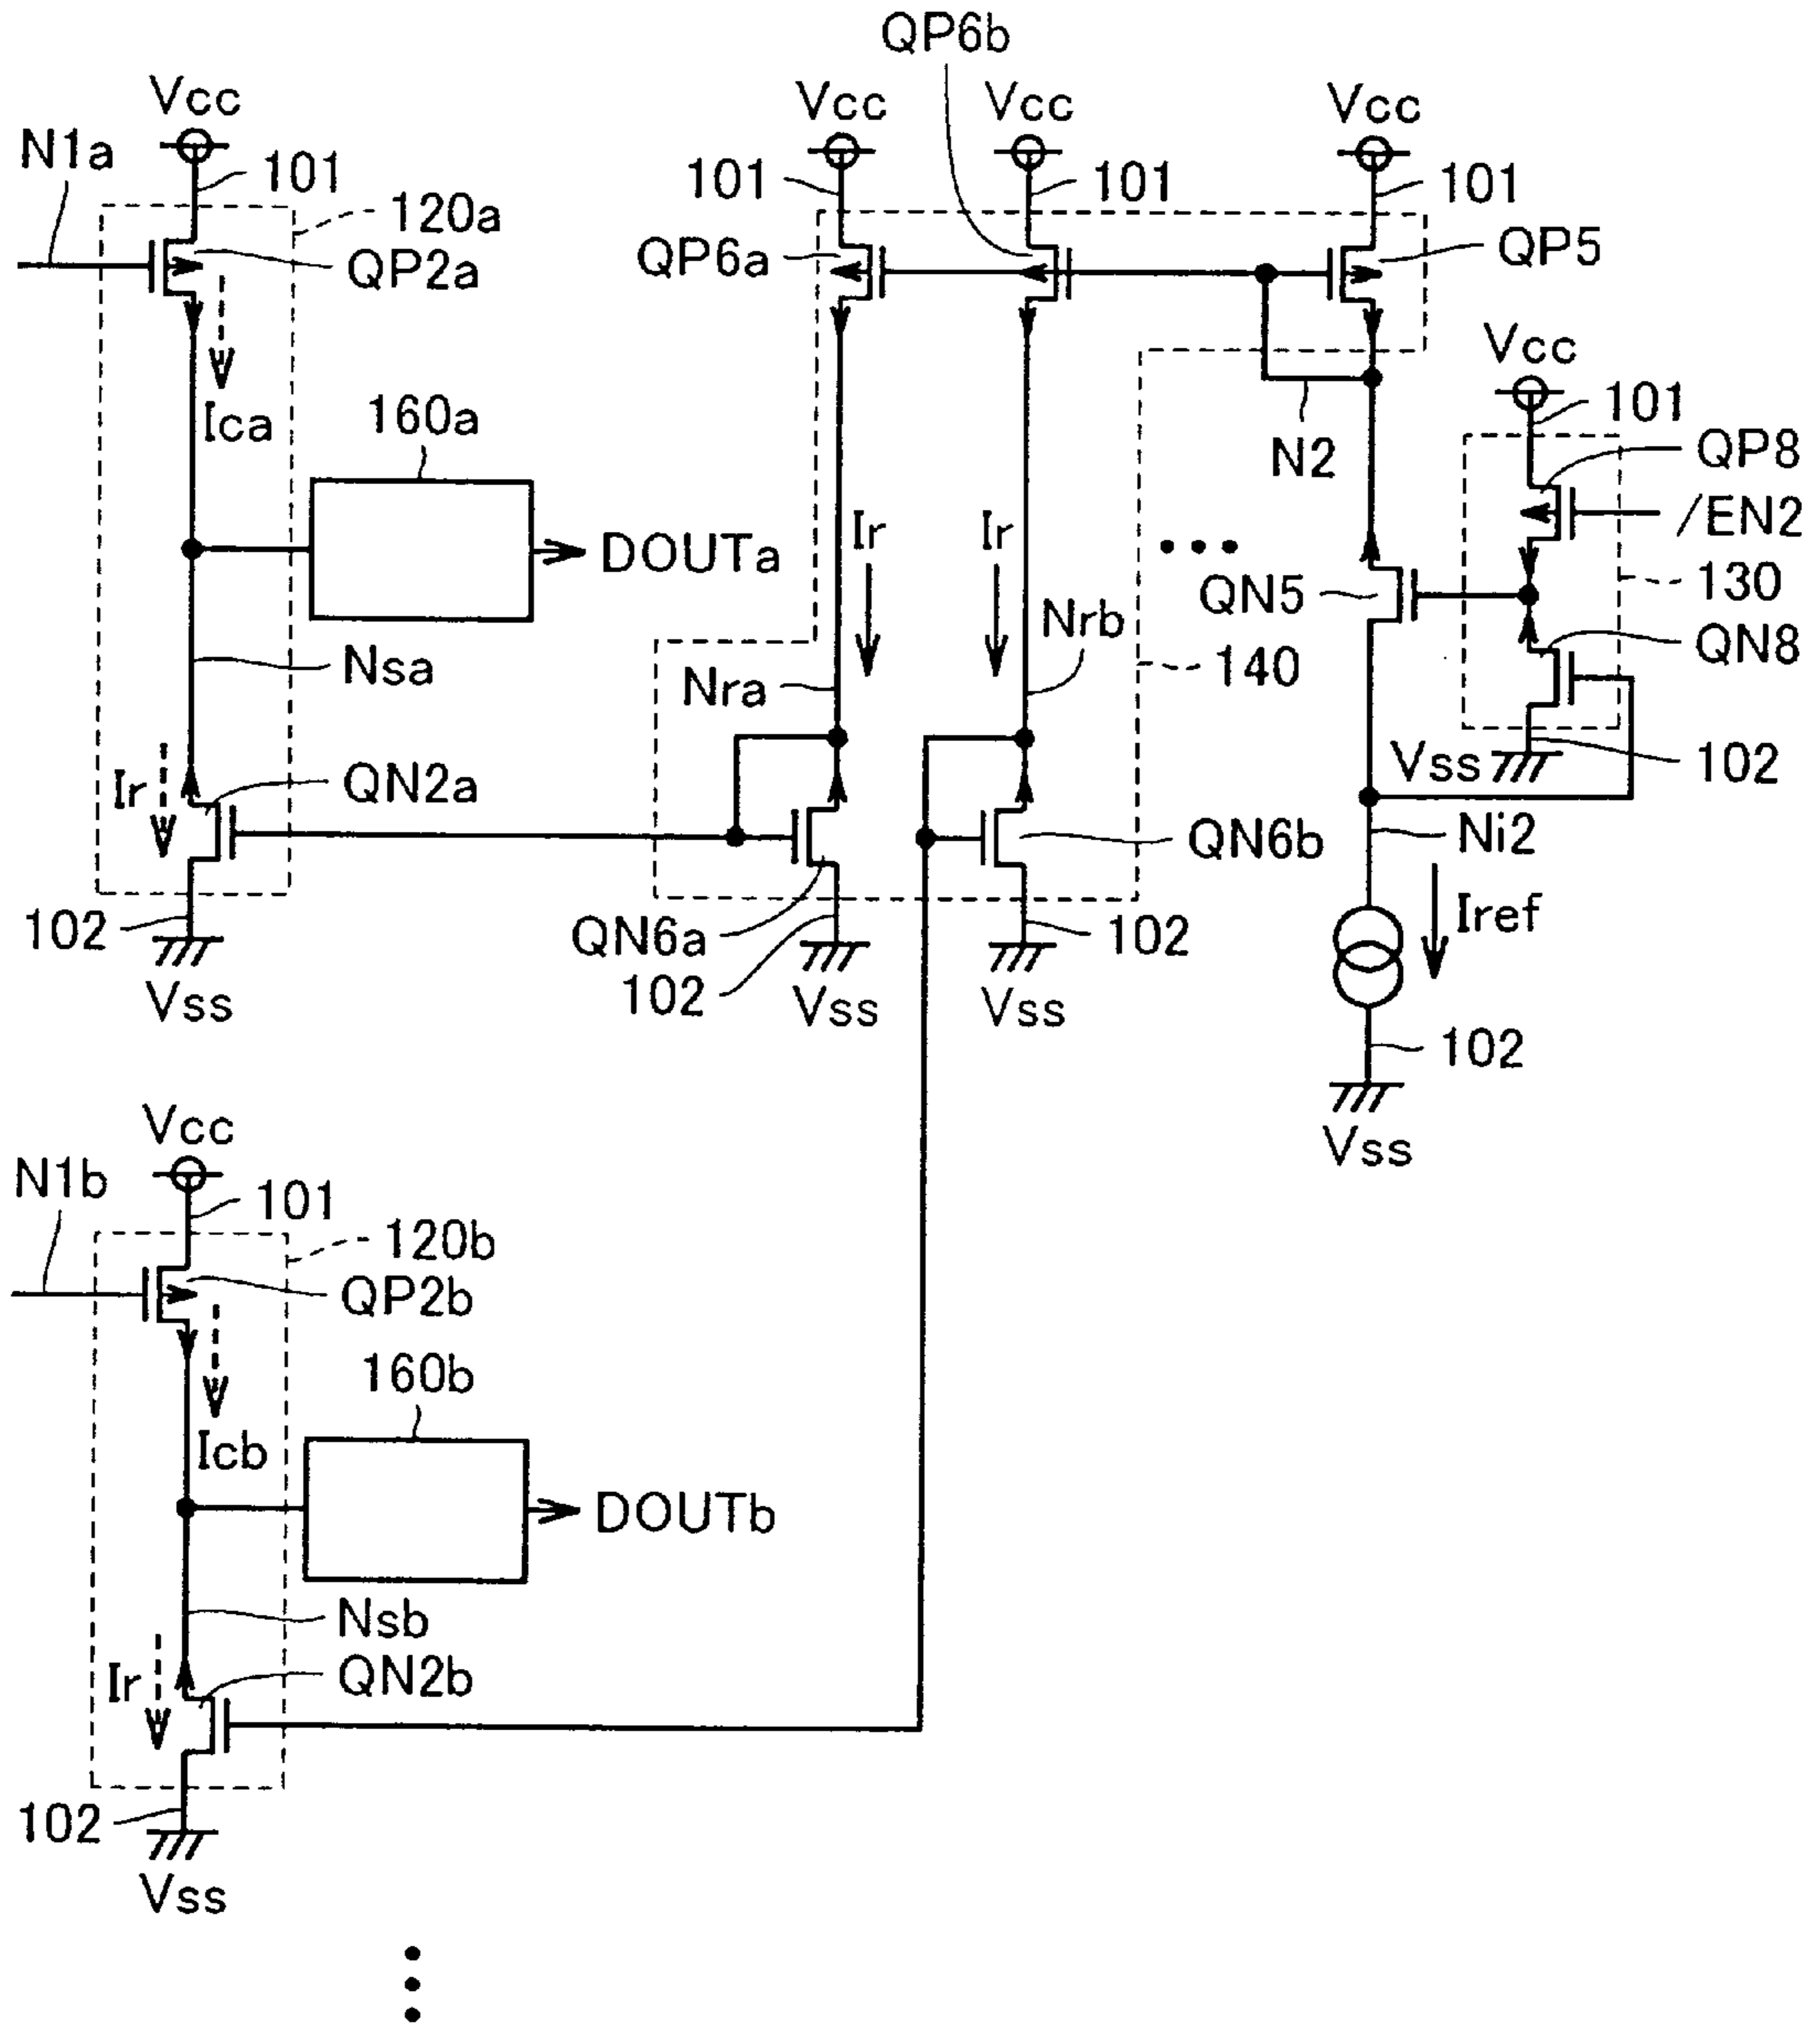 QP6b
Vcc
Vcc
Vcc
Vcc
N1a
101
101
101
101
120a
QP2a
QP6a
QP5
Vcc
101
Ica
160a
N2
QP8
/EN2
DOUTa
Ir
Ir
QN5
130
Nsa
Nra
Nrb
140
QN8
Vss
102
Ir
QN2a
QN6b
Ni2
102
QN6a
102
Iref
Vss
102
Vss
Vss
102
Vss
Vcc
N1b
101
120b
QP2b
160b
Icb
DOUTb
Nsb
Ir
QN2b
102
Vss